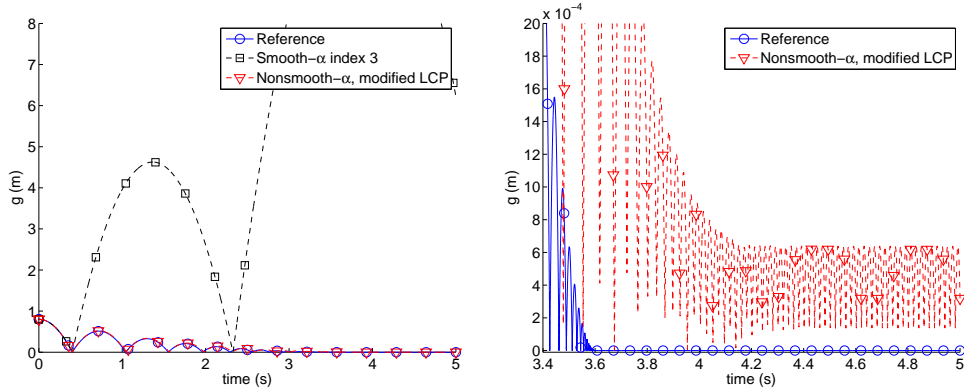 8
7
6
5
4
3
2
1
0
g (m)
0 1 2 3 4 5
time (s)
Reference
Smooth−α index 3
Nonsmooth−α, modified LCP
x 10⁻⁴
20
18
16
14
12
10
8
6
4
2
0
g (m)
3.4 3.6 3.8 4 4.2 4.4 4.6 4.8 5
time (s)
Reference
Nonsmooth−α, modified LCP